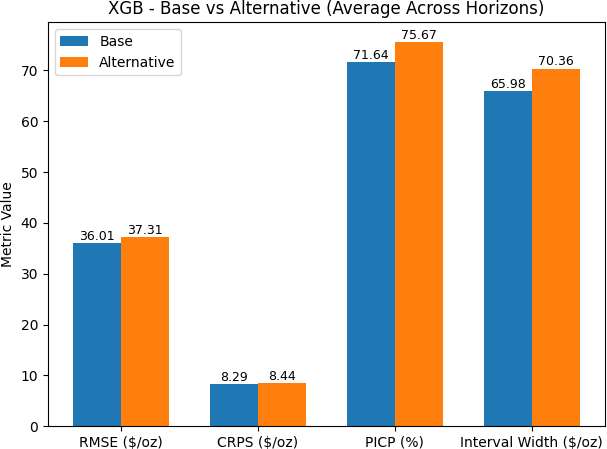 XGB - Base vs Alternative (Average Across Horizons)
Base
Alternative
Metric Value
70
60
50
40
30
20
10
0
36.01
37.31
8.29
8.44
71.64
75.67
65.98
70.36
RMSE ($/oz)
CRPS ($/oz)
PICP (%)
Interval Width ($/oz)